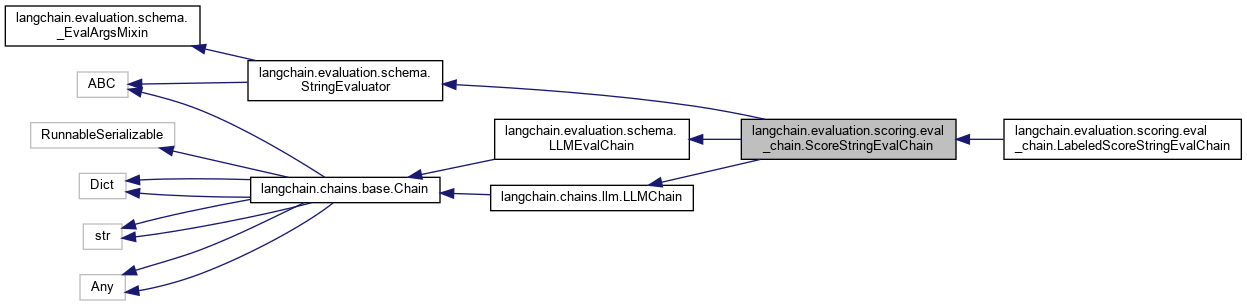 langchain.evaluation.schema.
_EvalArgsMixin
ABC
langchain.evaluation.schema.
StringEvaluator
RunnableSerializable
langchain.evaluation.schema.
LLMEvalChain
langchain.evaluation.scoring.eval
_chain.ScoreStringEvalChain
langchain.evaluation.scoring.eval
_chain.LabeledScoreStringEvalChain
Dict
langchain.chains.base.Chain
langchain.chains.llm.LLMChain
str
Any